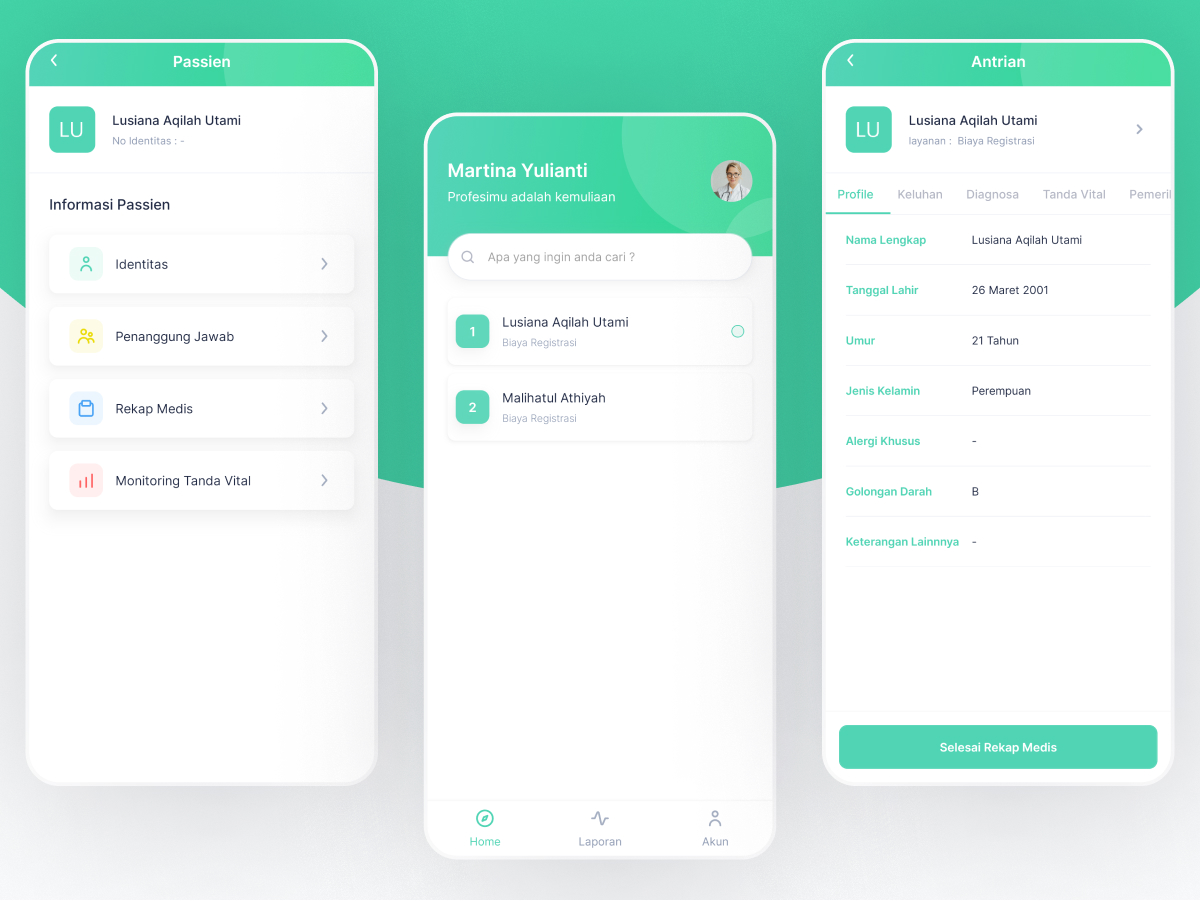 Passien
LU
Lusiana Aqilah Utami
No Identitas : -
Informasi Passien
Identitas
Penanggung Jawab
Rekap Medis
Monitoring Tanda Vital
Martina Yulianti
Profesimu adalah kemuliaan
Apa yang ingin anda cari ?
1
Lusiana Aqilah Utami
Biaya Registrasi
2
Malihatul Athiyah
Biaya Registrasi
Home Laporan Akun
Antrian
LU
Lusiana Aqilah Utami
layanan : Biaya Registrasi
Profile Keluhan Diagnosa Tanda Vital Pemeril
Nama Lengkap Lusiana Aqilah Utami
Tanggal Lahir 26 Maret 2001
Umur 21 Tahun
Jenis Kelamin Perempuan
Alergi Khusus -
Golongan Darah B
Keterangan Lainnnya -
Selesai Rekap Medis